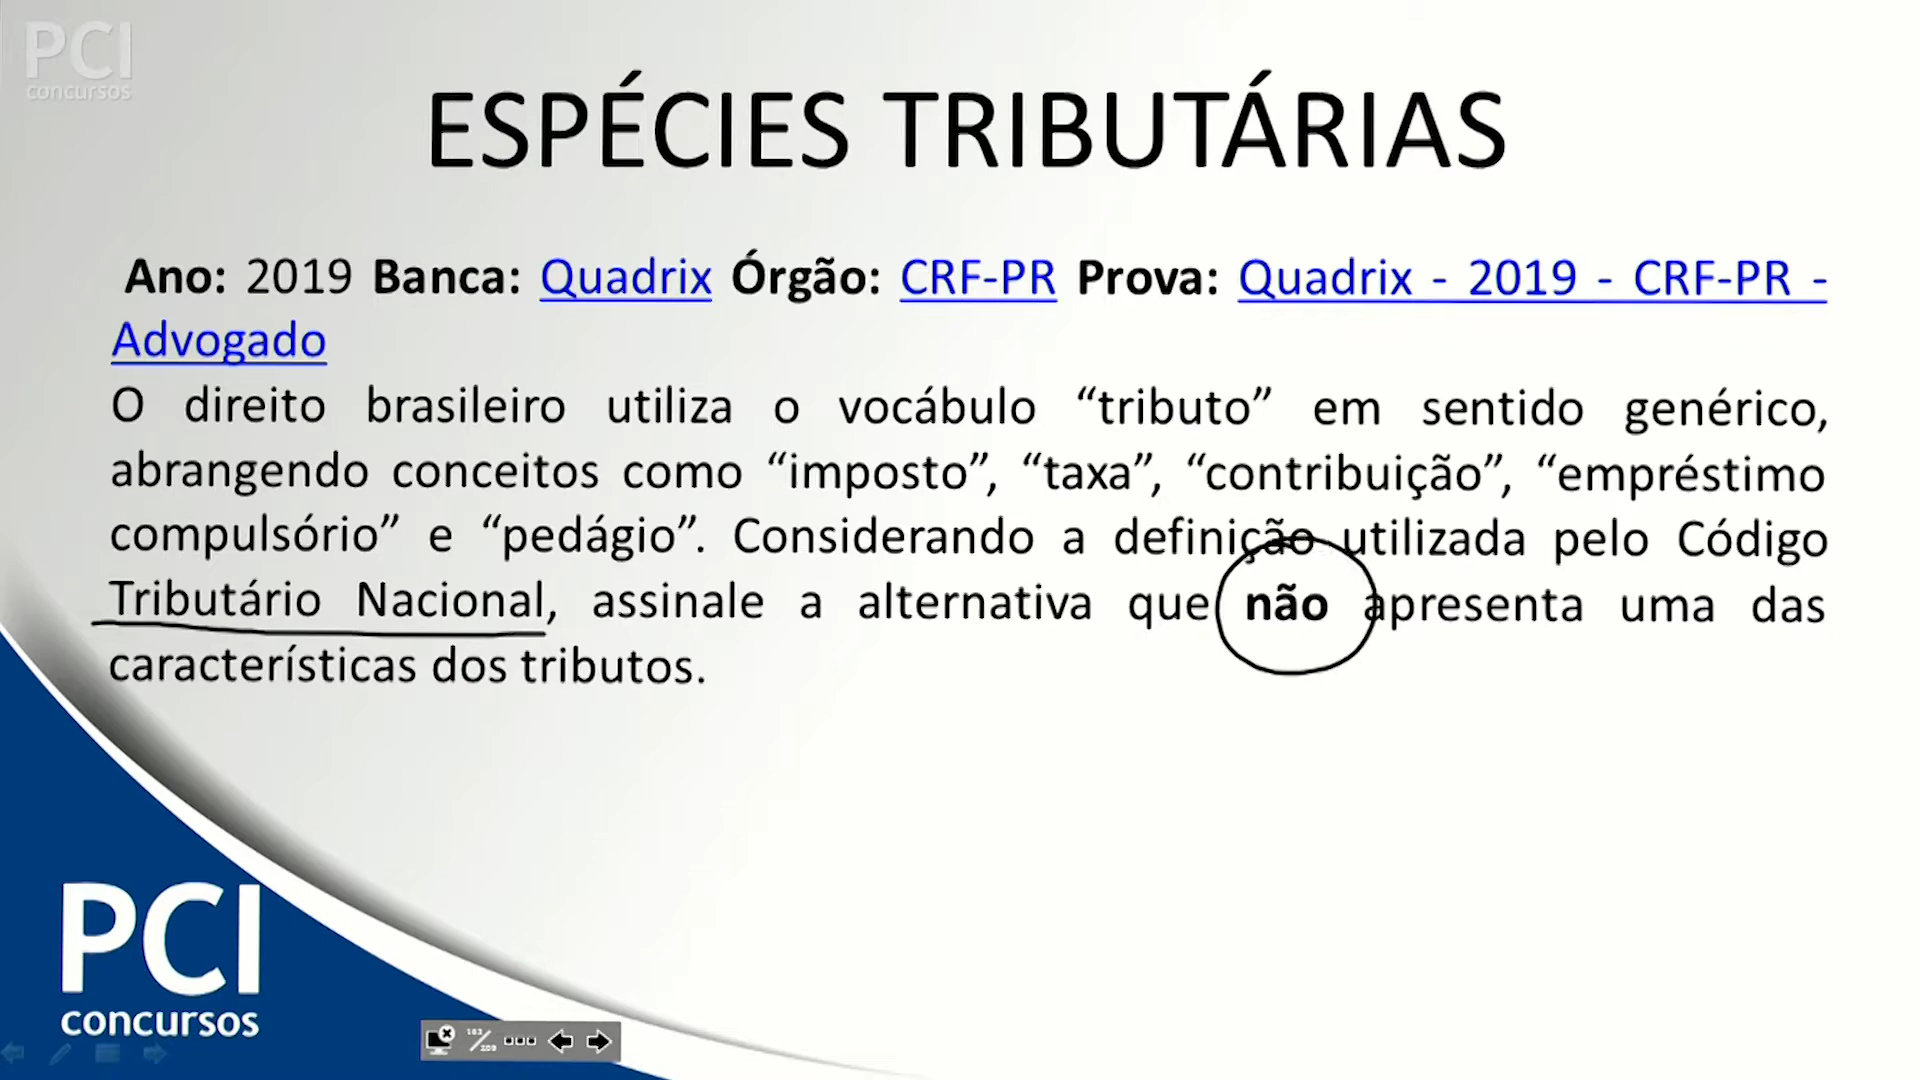 PCI
concursos
ESPÉCIES TRIBUTÁRIAS
Ano: 2019 Banca: Quadrix Órgão: CRF-PR Prova: Quadrix - 2019 - CRF-PR -
Advogado
O direito brasileiro utiliza o vocábulo “tributo” em sentido genérico,
abrangendo conceitos como “imposto”, “taxa”, “contribuição”, “empréstimo
compulsório” e “pedágio”. Considerando a definição utilizada pelo Código
Tributário Nacional, assinale a alternativa que não apresenta uma das
características dos tributos.
PCI
concursos